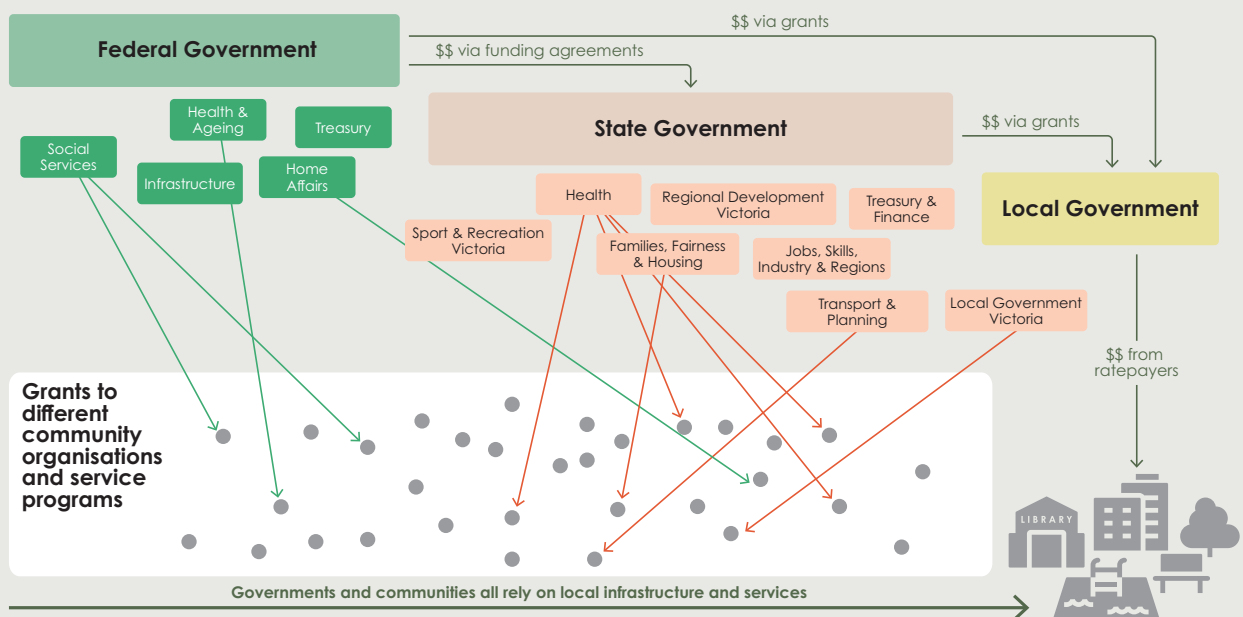 Federal Government
$$ via grants
$$ via funding agreements
State Government
$$ via grants
Local Government
Health &
Ageing
Treasury
Social
Services
Infrastructure
Home
Affairs
Health
Regional Development
Victoria
Treasury &
Finance
Sport & Recreation
Victoria
Families, Fairness
& Housing
Jobs, Skills,
Industry & Regions
Transport &
Planning
Local Government
Victoria
$$ from
ratepayers
Grants to
different
community
organisations
and service
programs
LIBRARY
Governments and communities all rely on local infrastructure and services